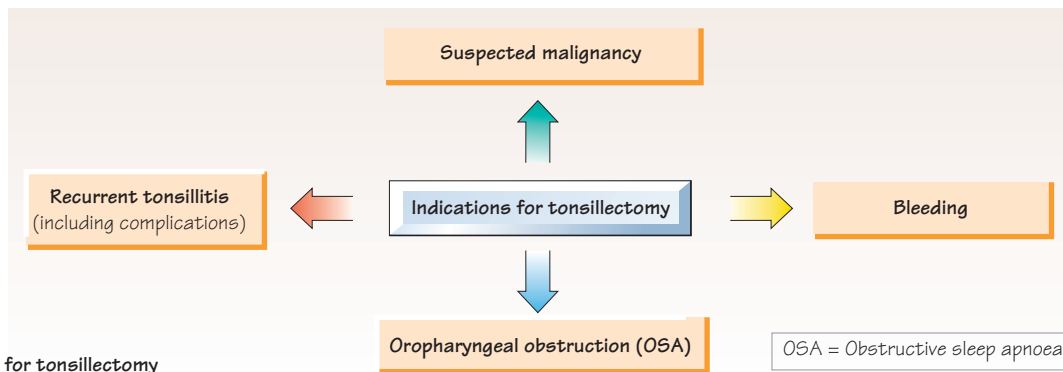 Suspected malignancy
Recurrent tonsillitis
(including complications)
Indications for tonsillectomy
Bleeding
Oropharyngeal obstruction (OSA)
OSA = Obstructive sleep apnoea
for tonsillectomy